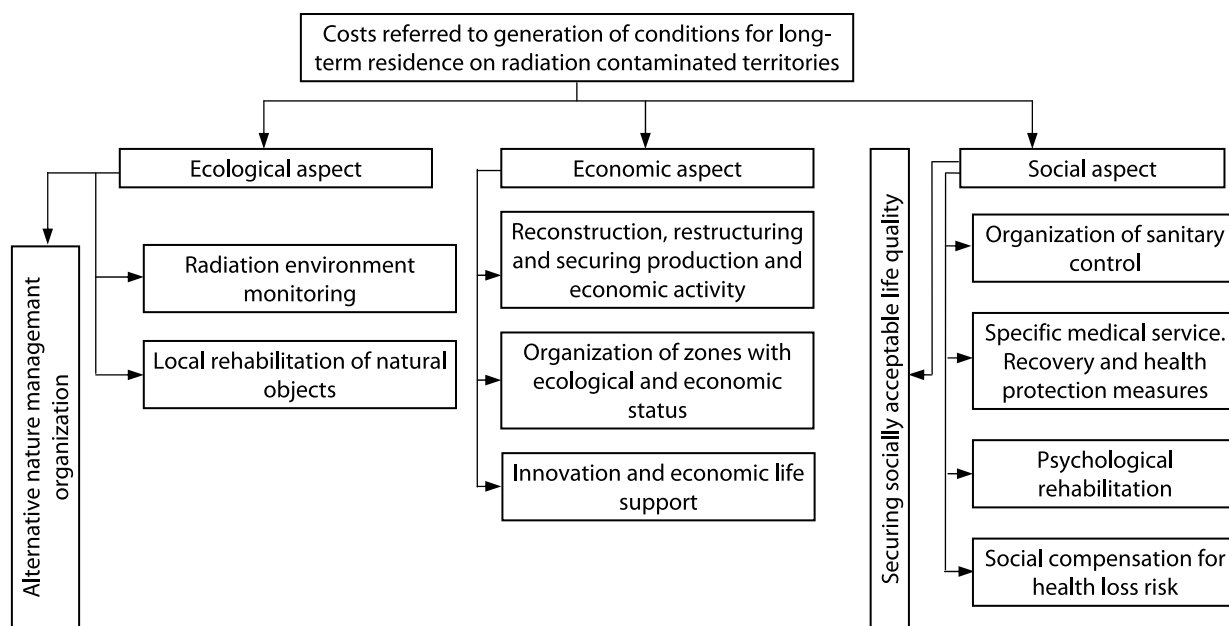 Costs referred to generation of conditions for long-
term residence on radiation contaminated territories
Ecological aspect
Alternative nature managemant
organization
Radiation environment
monitoring
Local rehabilitation of natural
objects
Economic aspect
Reconstruction, restructuring
and securing production and
economic activity
Organization of zones with
ecological and economic
status
Innovation and economic life
support
Securing socially acceptable life quality
Social aspect
Organization of sanitary
control
Specific medical service.
Recovery and health
protection measures
Psychological
rehabilitation
Social compensation for
health loss risk